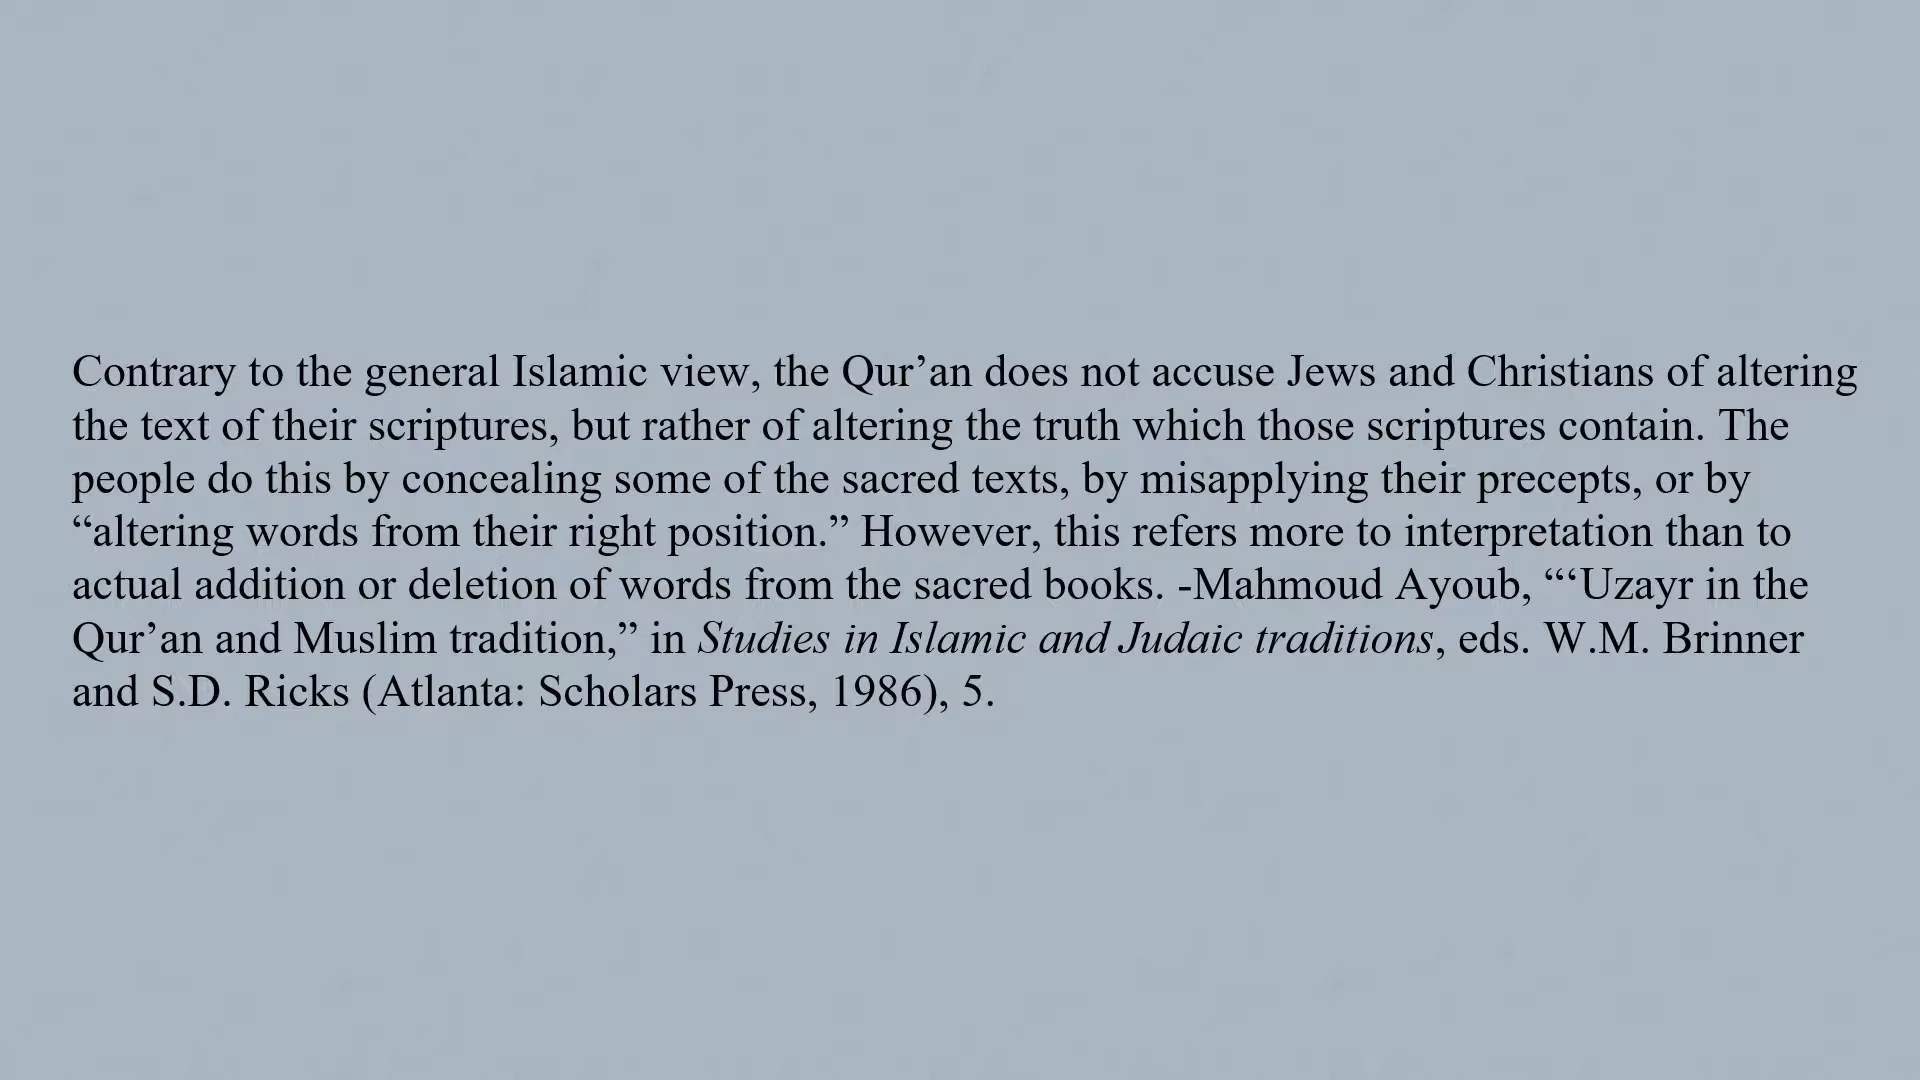 Contrary to the general Islamic view, the Qur’an does not accuse Jews and Christians of altering
the text of their scriptures, but rather of altering the truth which those scriptures contain. The
people do this by concealing some of the sacred texts, by misapplying their precepts, or by
“altering words from their right position.” However, this refers more to interpretation than to
actual addition or deletion of words from the sacred books. -Mahmoud Ayoub, “‘Uzayr in the
Qur’an and Muslim tradition,” in Studies in Islamic and Judaic traditions, eds. W.M. Brinner
and S.D. Ricks (Atlanta: Scholars Press, 1986), 5.